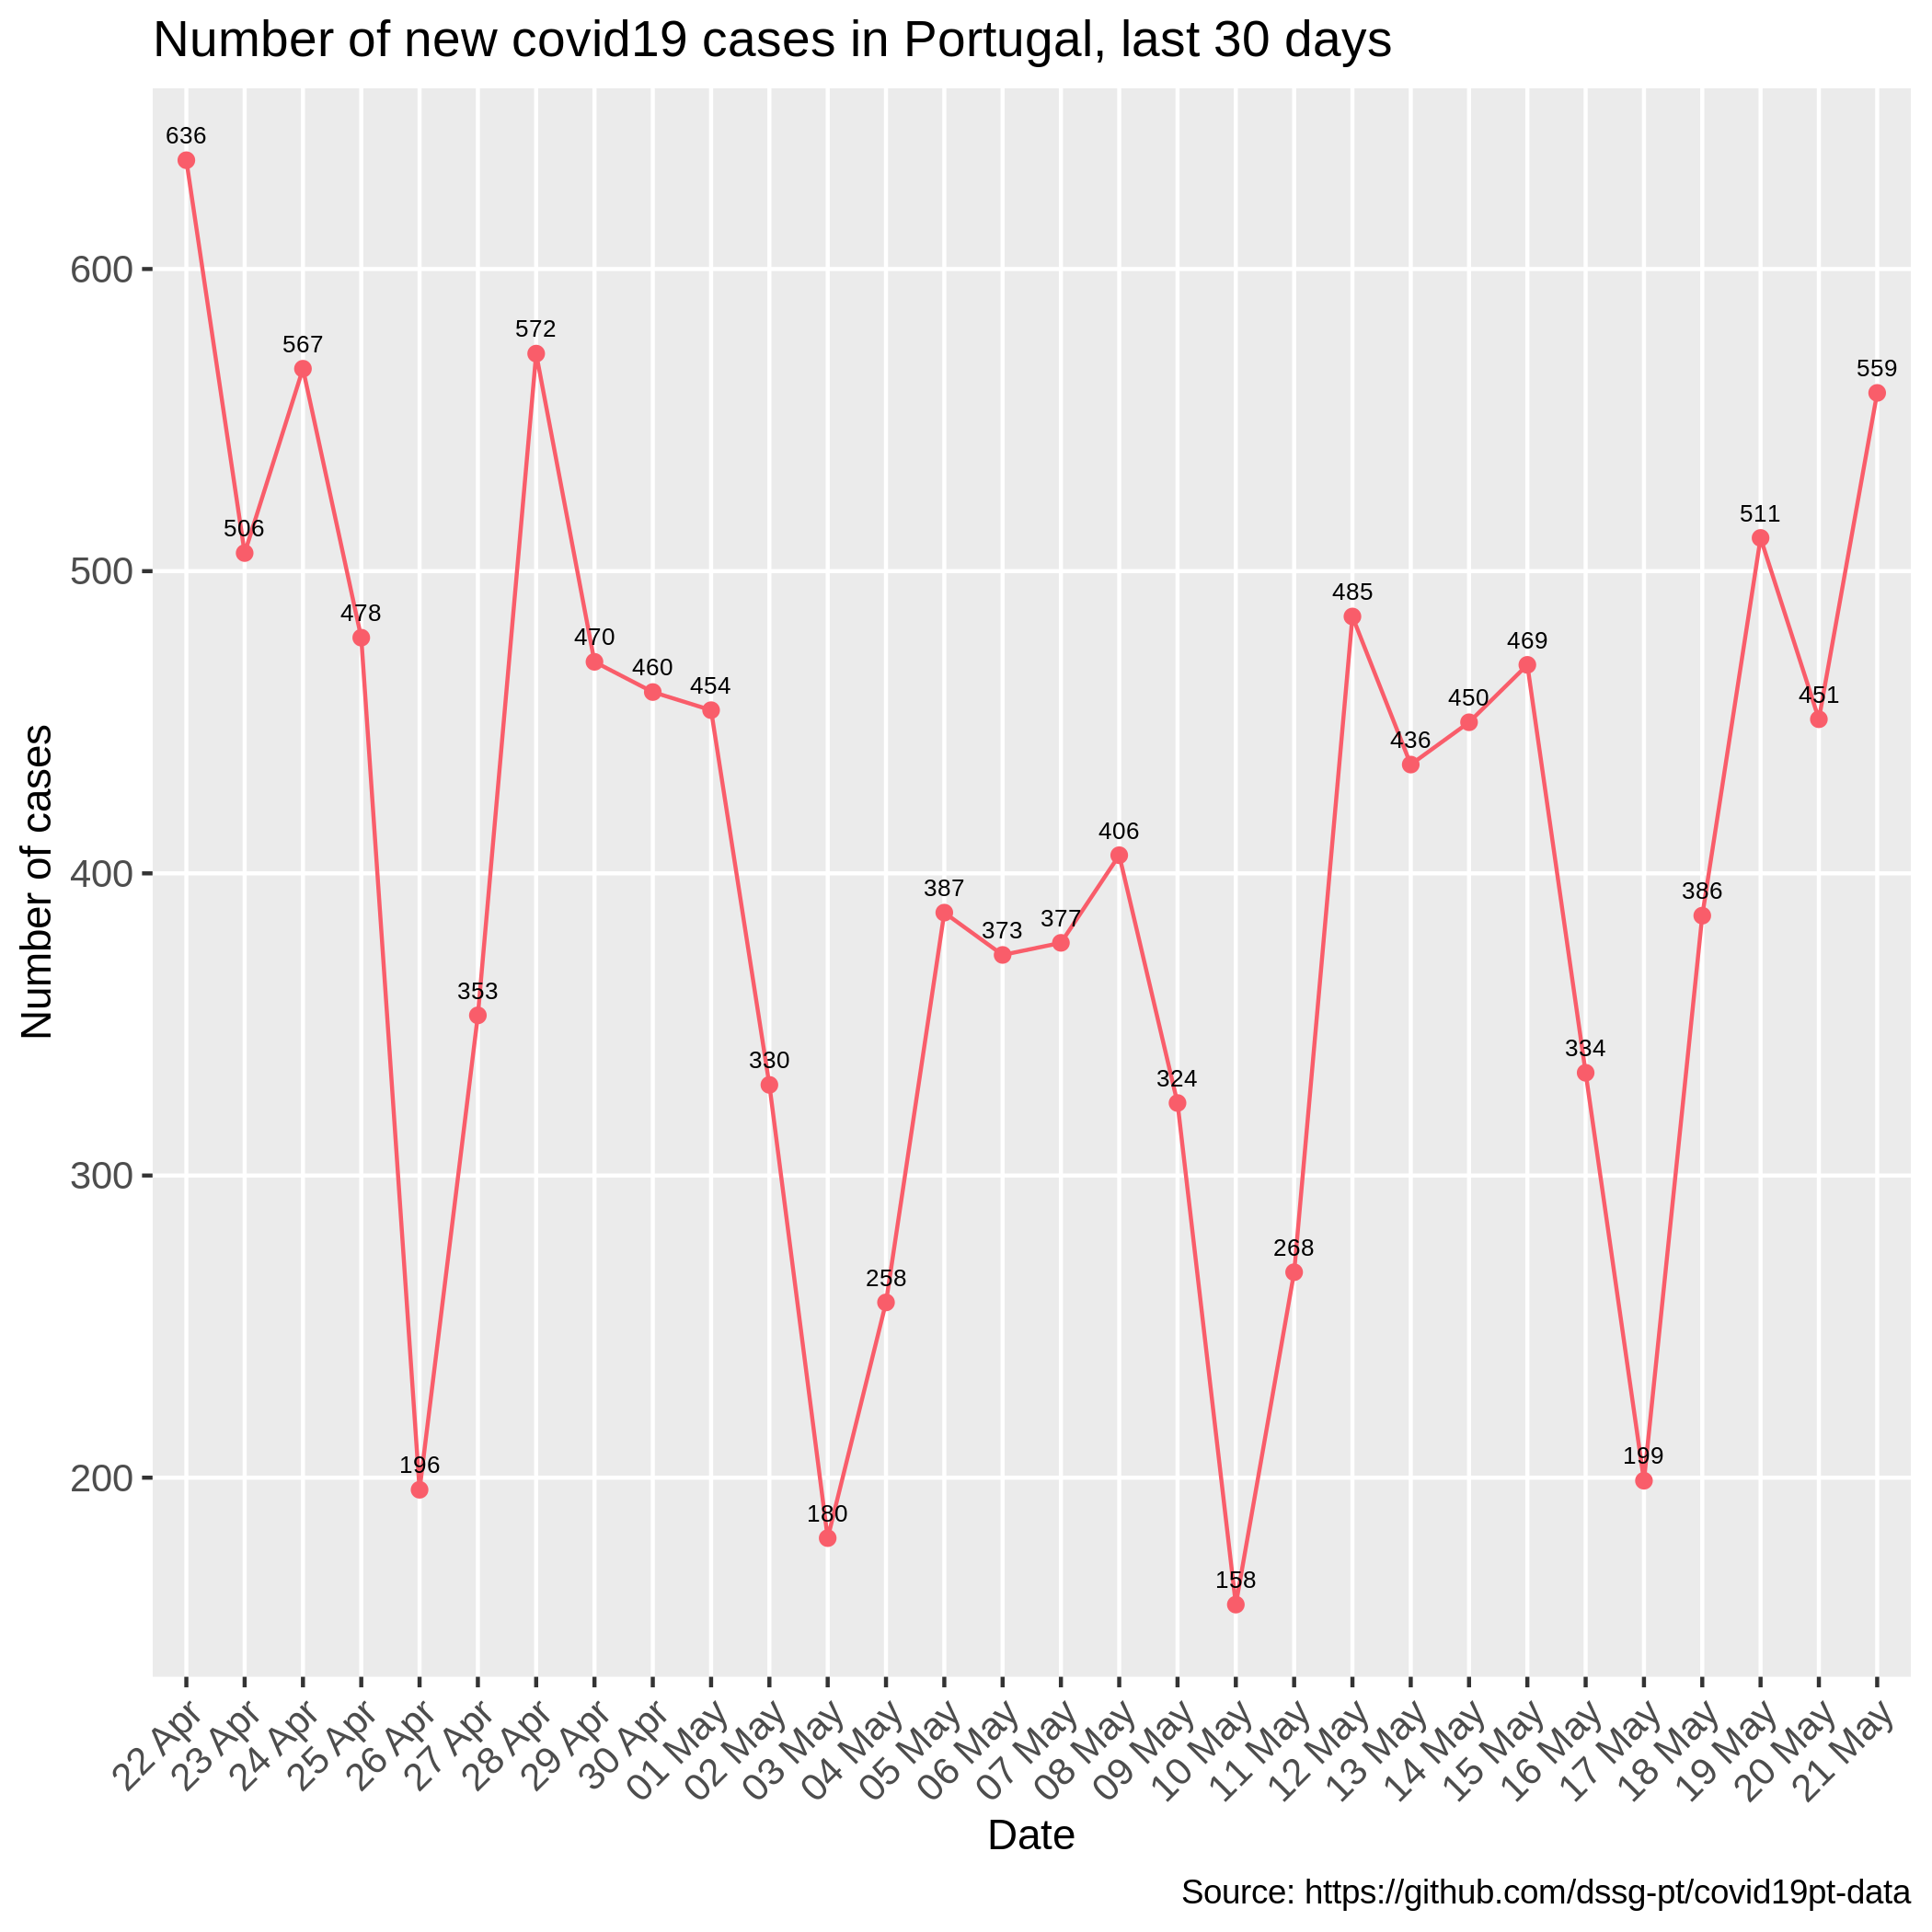 Number of new covid19 cases in Portugal, last 30 days
636
506
567
478
196
353
572
470
460
454
330
180
258
387
373
377
406
324
158
268
485
436
450
469
334
199
386
511
451
559
600
500
400
300
200
Number of cases
22 Apr
23 Apr
24 Apr
25 Apr
26 Apr
27 Apr
28 Apr
29 Apr
30 Apr
01 May
02 May
03 May
04 May
05 May
06 May
07 May
08 May
09 May
10 May
11 May
12 May
13 May
14 May
15 May
16 May
17 May
18 May
19 May
20 May
21 May
Date
Source: https://github.com/dssg-pt/covid19pt-data